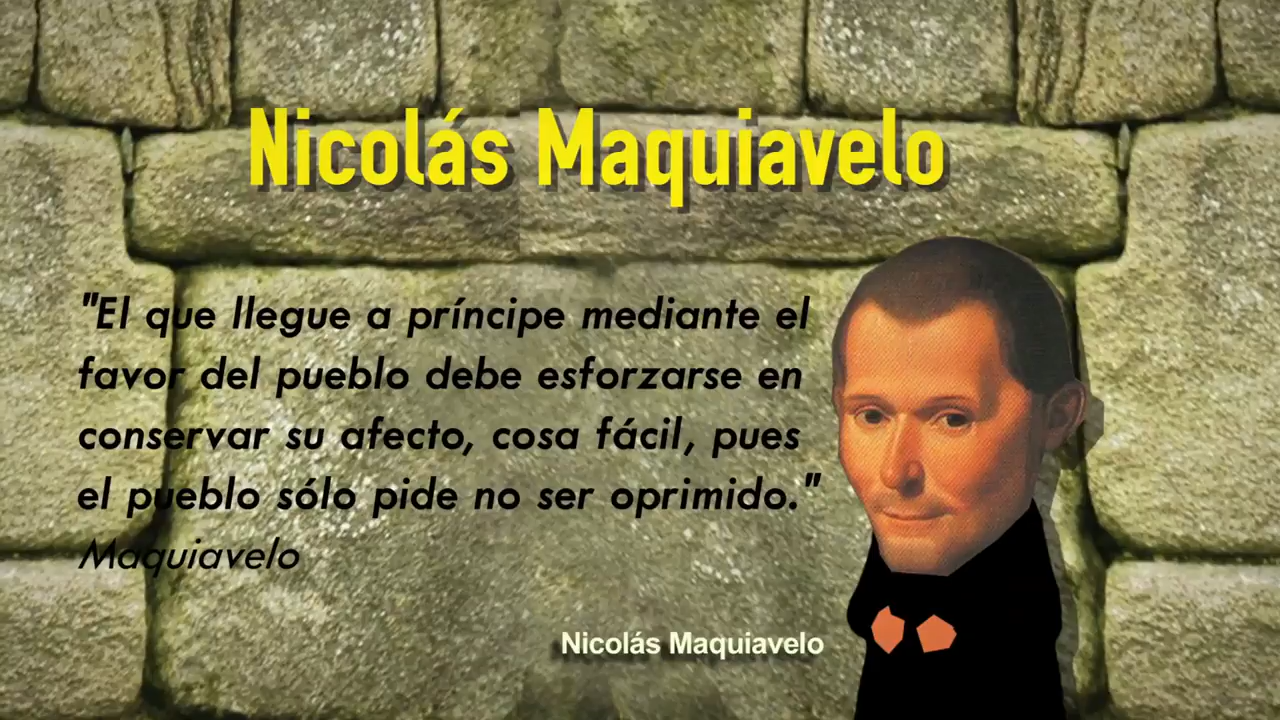 Nicolás Maquiavelo
"El que llegue a príncipe mediante el
favor del pueblo debe esforzarse en
conservar su afecto, cosa fácil, pues
el pueblo sólo pide no ser oprimido."
Maquiavelo
Nicolás Maquiavelo